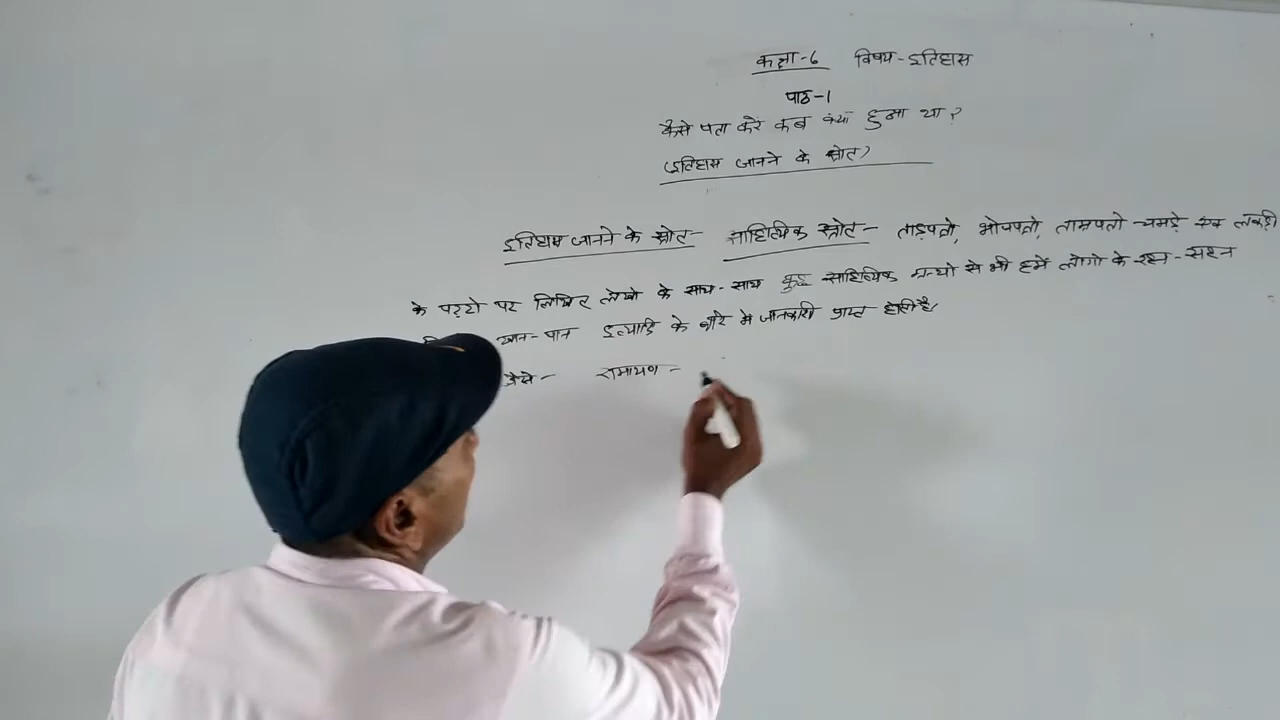 कक्षा-6 विषय-इतिहास
पाठ-1
कैसे पता करें कब क्या हुआ था?
(इतिहास जानने के स्रोत)
इतिहास जानने के स्रोत- साहित्यिक स्रोत- ताड़पत्रो, भोजपत्रो, ताम्रपत्रो चमड़े एवं लकड़ी
के पट्टो पर लिखित लेखो के साथ-साथ कुछ साहित्यिक ग्रन्थो से भी हमें लोगो के रहन-सहन
खान-पान इत्यादि के बारे मे जानकारी प्राप्त होती है।
जैसे- रामायण-